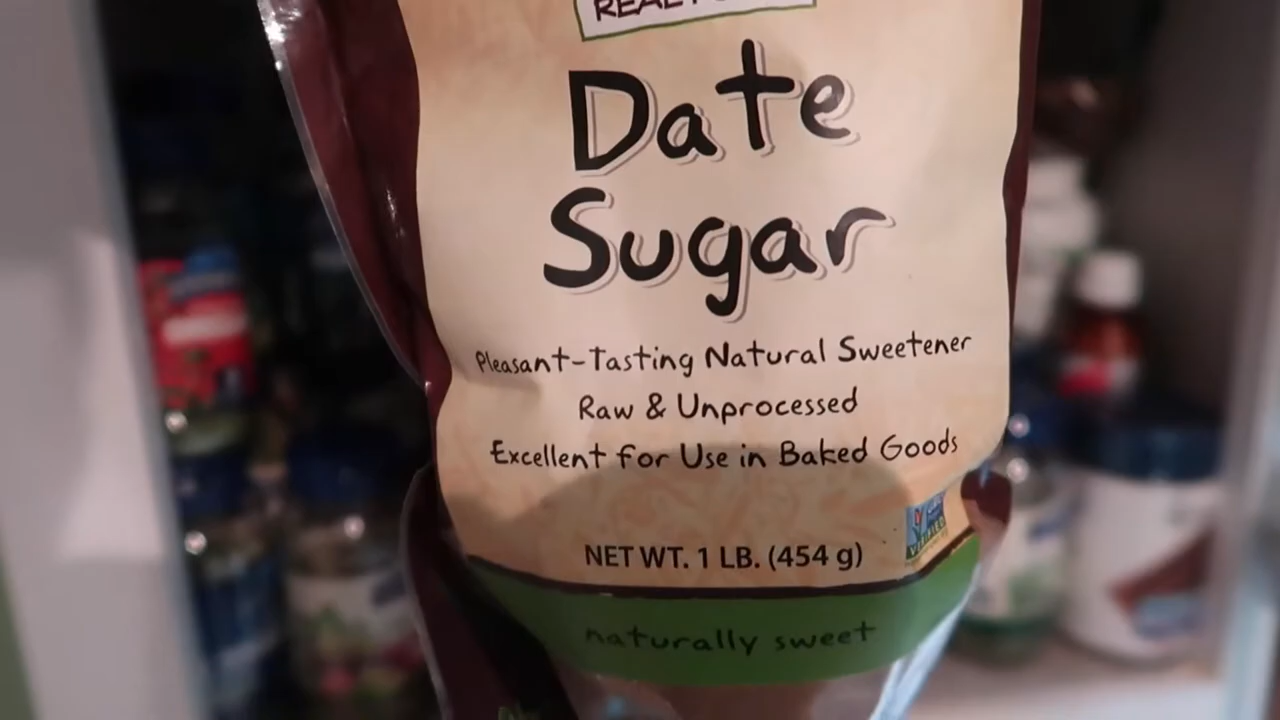 Date
Sugar
Pleasant-Tasting Natural Sweetener
Raw & Unprocessed
Excellent for Use in Baked Goods
NET WT. 1 LB. (454 g)
VERIFIED
naturally sweet